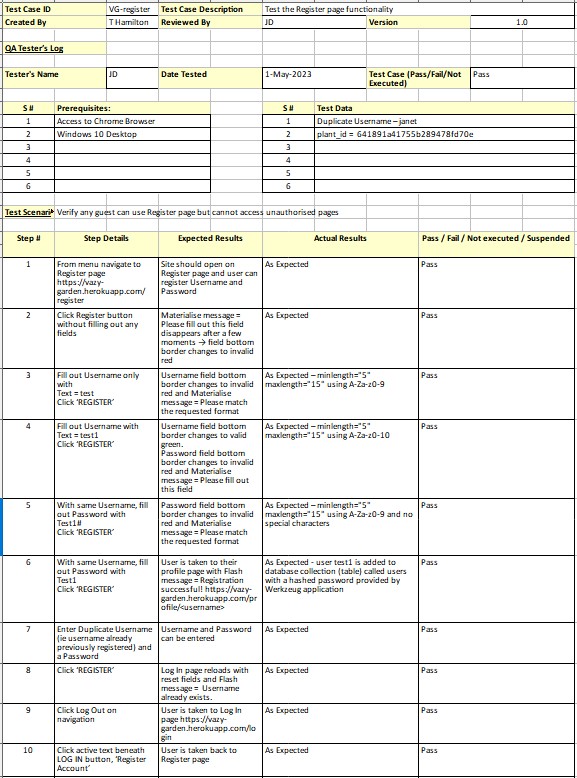 Test Case ID VG-register Test Case Description Test the Register page functionality
Created By T Hamilton Reviewed By JD Version 1.0
QA Tester's Log
Tester's Name JD Date Tested 1-May-2023 Test Case (Pass/Fail/Not Pass
Executed)
S # Prerequisites: S # Test Data
1 Access to Chrome Browser 1 Duplicate Username – janet
2 Windows 10 Desktop 2 plant_id = 641891a41755b289478fd70e
3 3
4 4
5 5
6 6
Test Scenari Verify any guest can use Register page but cannot access unauthorised pages
Step # Step Details Expected Results Actual Results Pass / Fail / Not executed / Suspended
1 From menu navigate to Site should open on As Expected Pass
Register page Register page and user can
https://vazy- register Username and
garden.herokuapp.com/ Password
register
2 Click Register button Materialise message = As Expected Pass
without filling out any Please fill out this field
fields disappears after a few
moments → field bottom
border changes to invalid
red
3 Fill out Username only Username field bottom As Expected – minlength="5" Pass
with border changes to invalid maxlength="15" using A-Za-z0-9
Text = test red and Materialise
Click ‘REGISTER’ message = Please match
the requested format
4 Fill out Username with Username field bottom As Expected – minlength="5" Pass
Text = test1 border changes to valid maxlength="15" using A-Za-z0-10
Click ‘REGISTER’ green.
Password field bottom
border changes to invalid
red and Materialise
message = Please fill out
this field
5 With same Username, fill Password field bottom As Expected – minlength="5" Pass
out Password with border changes to invalid maxlength="15" using A-Za-z0-9 and no
Test1# red and Materialise special characters
Click ‘REGISTER’ message = Please match
the requested format
6 With same Username, fill User is taken to their As Expected - user test1 is added to Pass
out Password with profile page with Flash database collection (table) called users
Test1 message = Registration with a hashed password provided by
Click ‘REGISTER’ successful! https://vazy- Werkzeug application
garden.herokuapp.com/pr
ofile/<username>
7 Enter Duplicate Username Username and Password As Expected Pass
(ie username already can be entered
previously registered) and
a Password
8 Click ‘REGISTER’ Log In page reloads with As Expected Pass
reset fields and Flash
message = Username
already exists.
9 Click Log Out on User is taken to Log In As Expected Pass
navigation page https://vazy-
garden.herokuapp.com/lo
gin
10 Click active text beneath User is taken back to As Expected Pass
LOG IN button, ‘Register Register page
Account’